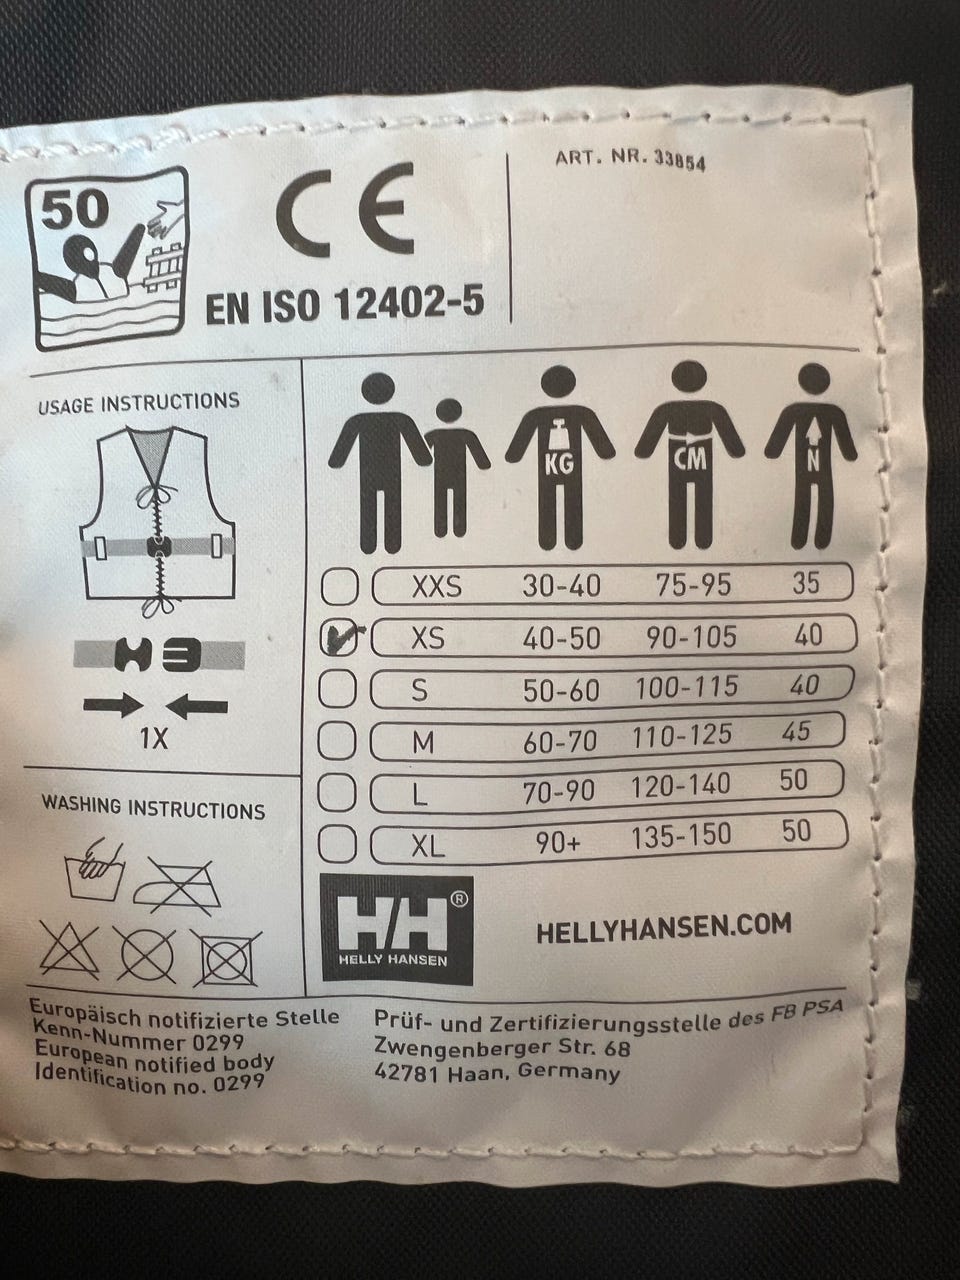 50
CE
EN ISO 12402-5
ART. NR. 33854
USAGE INSTRUCTIONS
1X
KG CM N
XXS 30-40 75-95 35
XS 40-50 90-105 40
S 50-60 100-115 40
M 60-70 110-125 45
L 70-90 120-140 50
XL 90+ 135-150 50
WASHING INSTRUCTIONS
HH®
HELLY HANSEN
HELLYHANSEN.COM
Europäisch notifizierte Stelle
Kenn-Nummer 0299
European notified body
Identification no. 0299
Prüf- und Zertifizierungsstelle des FB PSA
Zwengenberger Str. 68
42781 Haan, Germany